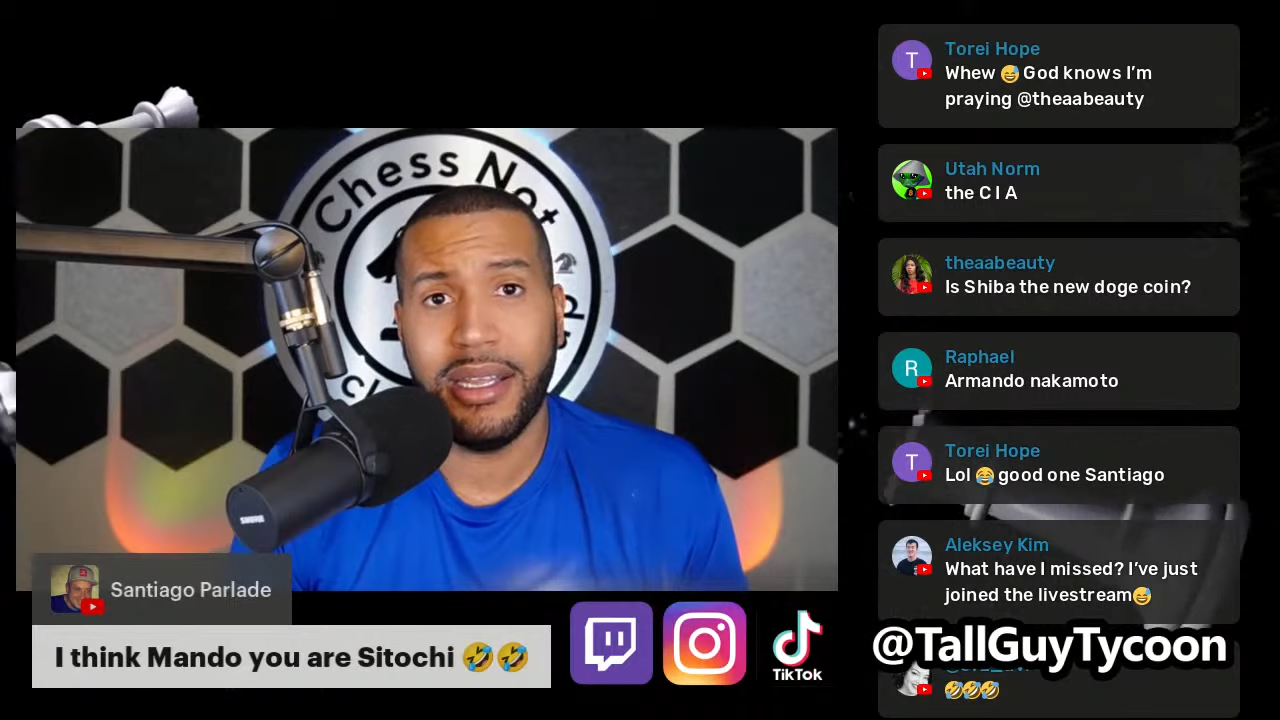 Chess Not
Cl
SHURE
Santiago Parlade
I think Mando you are Sitochi 🤣🤣
TikTok
T
Torei Hope
Whew 😅 God knows I’m
praying @theaabeauty
Utah Norm
the C I A
theaabeauty
Is Shiba the new doge coin?
R
Raphael
Armando nakamoto
T
Torei Hope
Lol 😂 good one Santiago
Aleksey Kim
What have I missed? I’ve just
joined the livestream😅
@TallGuyTycoon
🤣🤣🤣